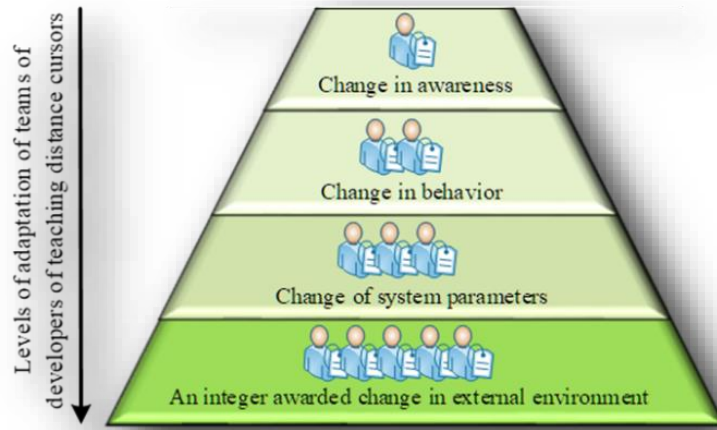 Levels of adaptation of teams of
developers of teaching distance cursors
Change in awareness
Change in behavior
Change of system parameters
An integer awarded change in external environment